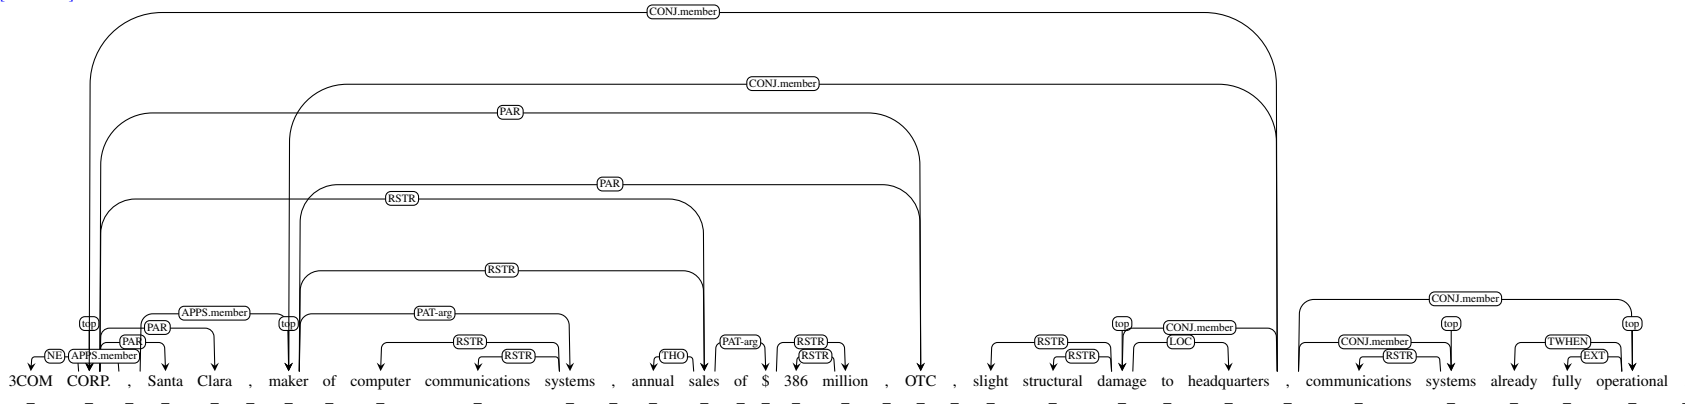 CONJ.member
CONJ.member
PAR
PAR
RSTR
RSTR
CONJ.member
APPS.member PAT-arg
top PAR top top CONJ.member top top
PAR RSTR PAT-arg RSTR RSTR LOC CONJ.member TWHEN
NE APPS.member RSTR THO RSTR RSTR RSTR EXT
3COM CORP. , Santa Clara , maker of computer communications systems , annual sales of $ 386 million , OTC , slight structural damage to headquarters , communications systems already fully operational
_ _ _ _ _ _ _ _ _ _ _ _ _ _ _ _ _ _ _ _ _ _ _ _ _ _ _ _ _ _ _ _ _